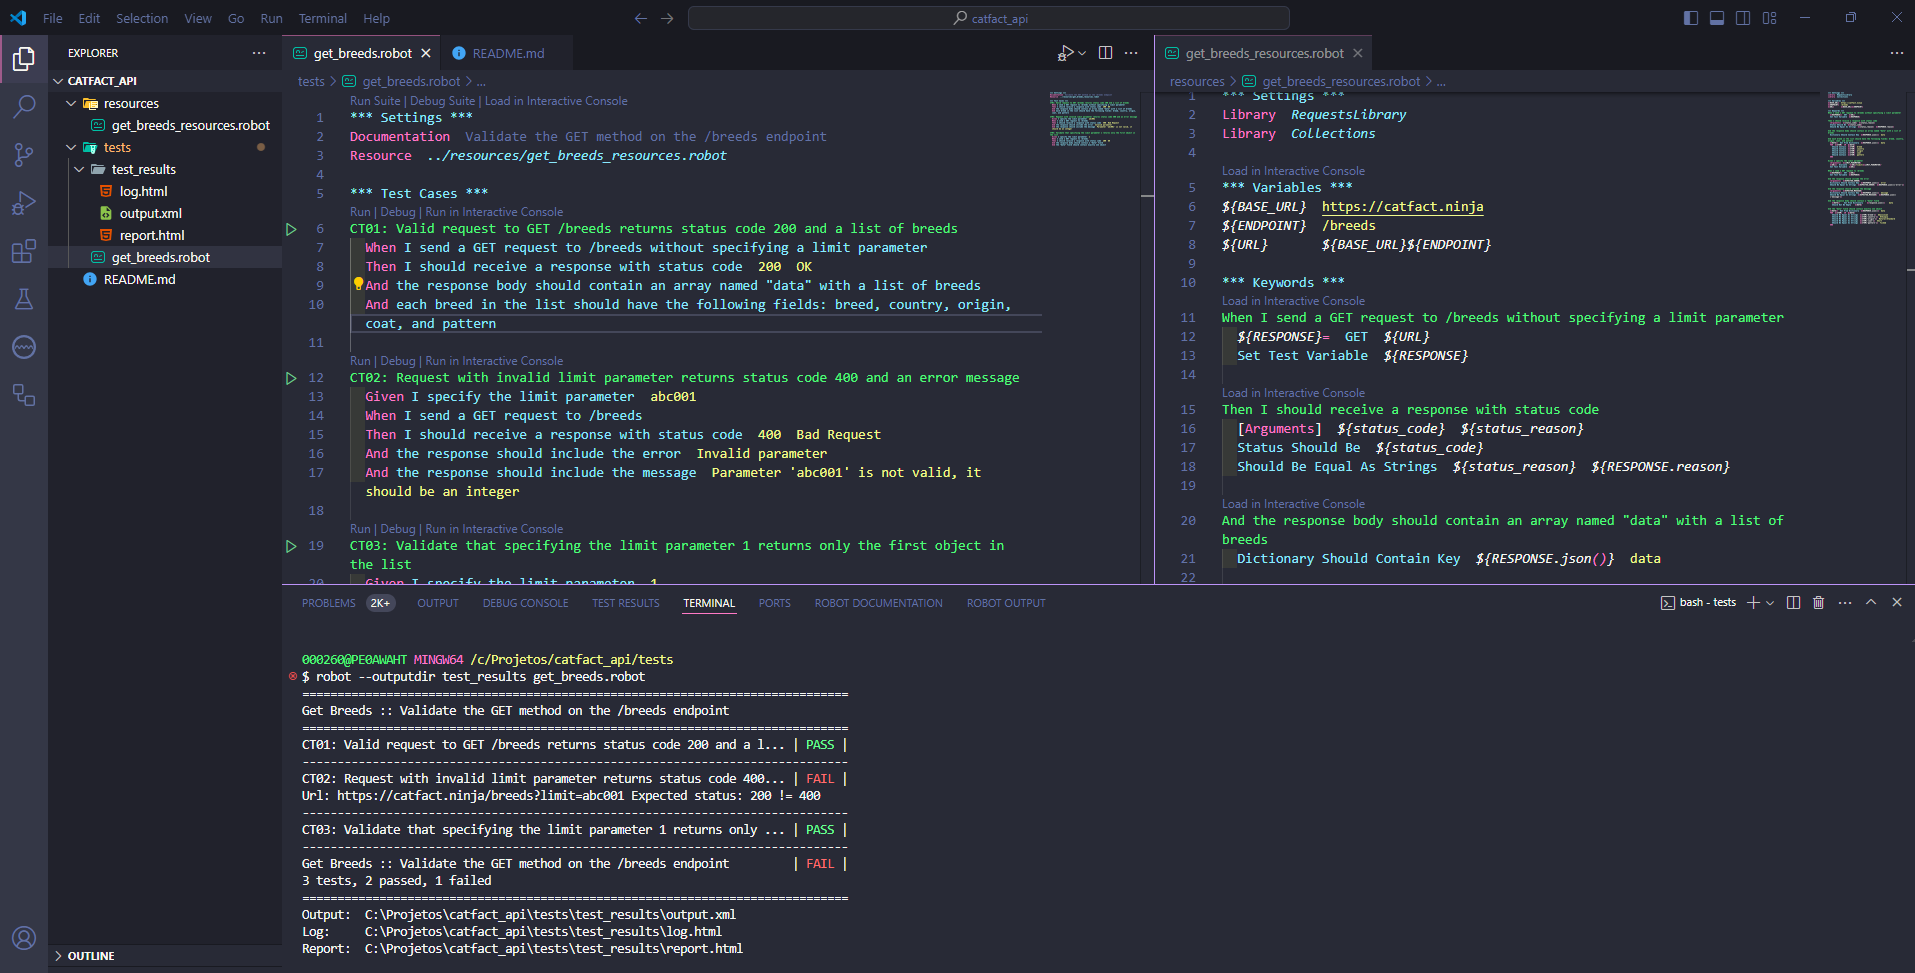 File Edit Selection View Go Run Terminal Help
catfact_api
EXPLORER
CATFACT_API
resources
get_breeds_resources.robot
tests
test_results
log.html
output.xml
report.html
get_breeds.robot
README.md
OUTLINE
get_breeds.robot
README.md
tests > get_breeds.robot > ...
Run Suite | Debug Suite | Load in Interactive Console
1 *** Settings ***
2 Documentation  Validate the GET method on the /breeds endpoint
3 Resource  ../resources/get_breeds_resources.robot
4
5 *** Test Cases ***
Run | Debug | Run in Interactive Console
6 CT01: Valid request to GET /breeds returns status code 200 and a list of breeds
7 When I send a GET request to /breeds without specifying a limit parameter
8 Then I should receive a response with status code  200  OK
9 And the response body should contain an array named "data" with a list of breeds
10 And each breed in the list should have the following fields: breed, country, origin,
coat, and pattern
11
Run | Debug | Run in Interactive Console
12 CT02: Request with invalid limit parameter returns status code 400 and an error message
13 Given I specify the limit parameter  abc001
14 When I send a GET request to /breeds
15 Then I should receive a response with status code  400  Bad Request
16 And the response should include the error  Invalid parameter
17 And the response should include the message  Parameter 'abc001' is not valid, it
should be an integer
18
Run | Debug | Run in Interactive Console
19 CT03: Validate that specifying the limit parameter 1 returns only the first object in
the list
20 Given I specify the limit parameter  1
get_breeds_resources.robot
resources > get_breeds_resources.robot > ...
1 *** Settings ***
2 Library  RequestsLibrary
3 Library  Collections
4
Load in Interactive Console
5 *** Variables ***
6 ${BASE_URL}  https://catfact.ninja
7 ${ENDPOINT}  /breeds
8 ${URL}       ${BASE_URL}${ENDPOINT}
9
10 *** Keywords ***
Load in Interactive Console
11 When I send a GET request to /breeds without specifying a limit parameter
12 ${RESPONSE}=  GET  ${URL}
13 Set Test Variable  ${RESPONSE}
14
Load in Interactive Console
15 Then I should receive a response with status code
16 [Arguments]  ${status_code}  ${status_reason}
17 Status Should Be  ${status_code}
18 Should Be Equal As Strings  ${status_reason}  ${RESPONSE.reason}
19
Load in Interactive Console
20 And the response body should contain an array named "data" with a list of
breeds
21 Dictionary Should Contain Key  ${RESPONSE.json()}  data
22
PROBLEMS 2K+ OUTPUT DEBUG CONSOLE TEST RESULTS TERMINAL PORTS ROBOT DOCUMENTATION ROBOT OUTPUT
bash - tests
000260@PE0AWAHT MINGW64 /c/Projetos/catfact_api/tests
$ robot --outputdir test_results get_breeds.robot
==============================================================================
Get Breeds :: Validate the GET method on the /breeds endpoint
==============================================================================
CT01: Valid request to GET /breeds returns status code 200 and a l... | PASS |
------------------------------------------------------------------------------
CT02: Request with invalid limit parameter returns status code 400... | FAIL |
Url: https://catfact.ninja/breeds?limit=abc001 Expected status: 200 != 400
------------------------------------------------------------------------------
CT03: Validate that specifying the limit parameter 1 returns only ... | PASS |
------------------------------------------------------------------------------
Get Breeds :: Validate the GET method on the /breeds endpoint         | FAIL |
3 tests, 2 passed, 1 failed
==============================================================================
Output:  C:\Projetos\catfact_api\tests\test_results\output.xml
Log:     C:\Projetos\catfact_api\tests\test_results\log.html
Report:  C:\Projetos\catfact_api\tests\test_results\report.html